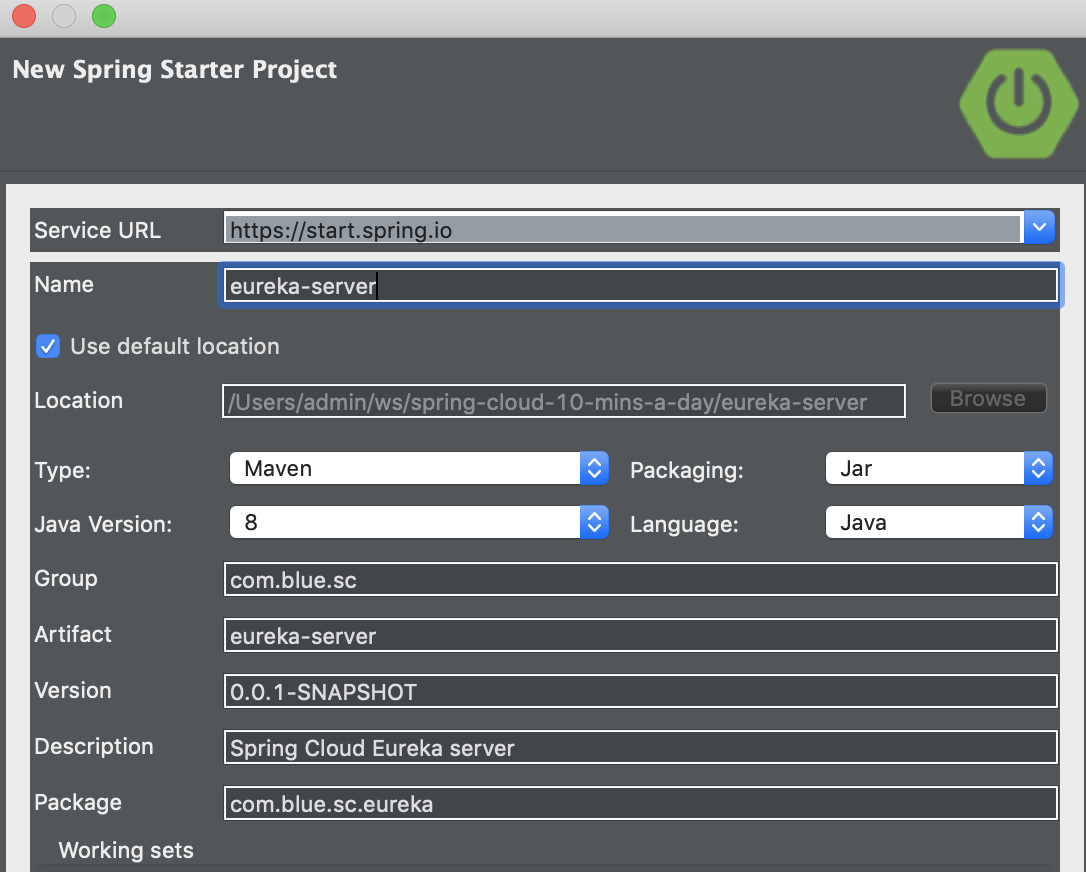 New Spring Starter Project
Service URL https://start.spring.io
Name eureka-server
Use default location
Location /Users/admin/ws/spring-cloud-10-mins-a-day/eureka-server Browse
Type: Maven Packaging: Jar
Java Version: 8 Language: Java
Group com.blue.sc
Artifact eureka-server
Version 0.0.1-SNAPSHOT
Description Spring Cloud Eureka server
Package com.blue.sc.eureka
Working sets